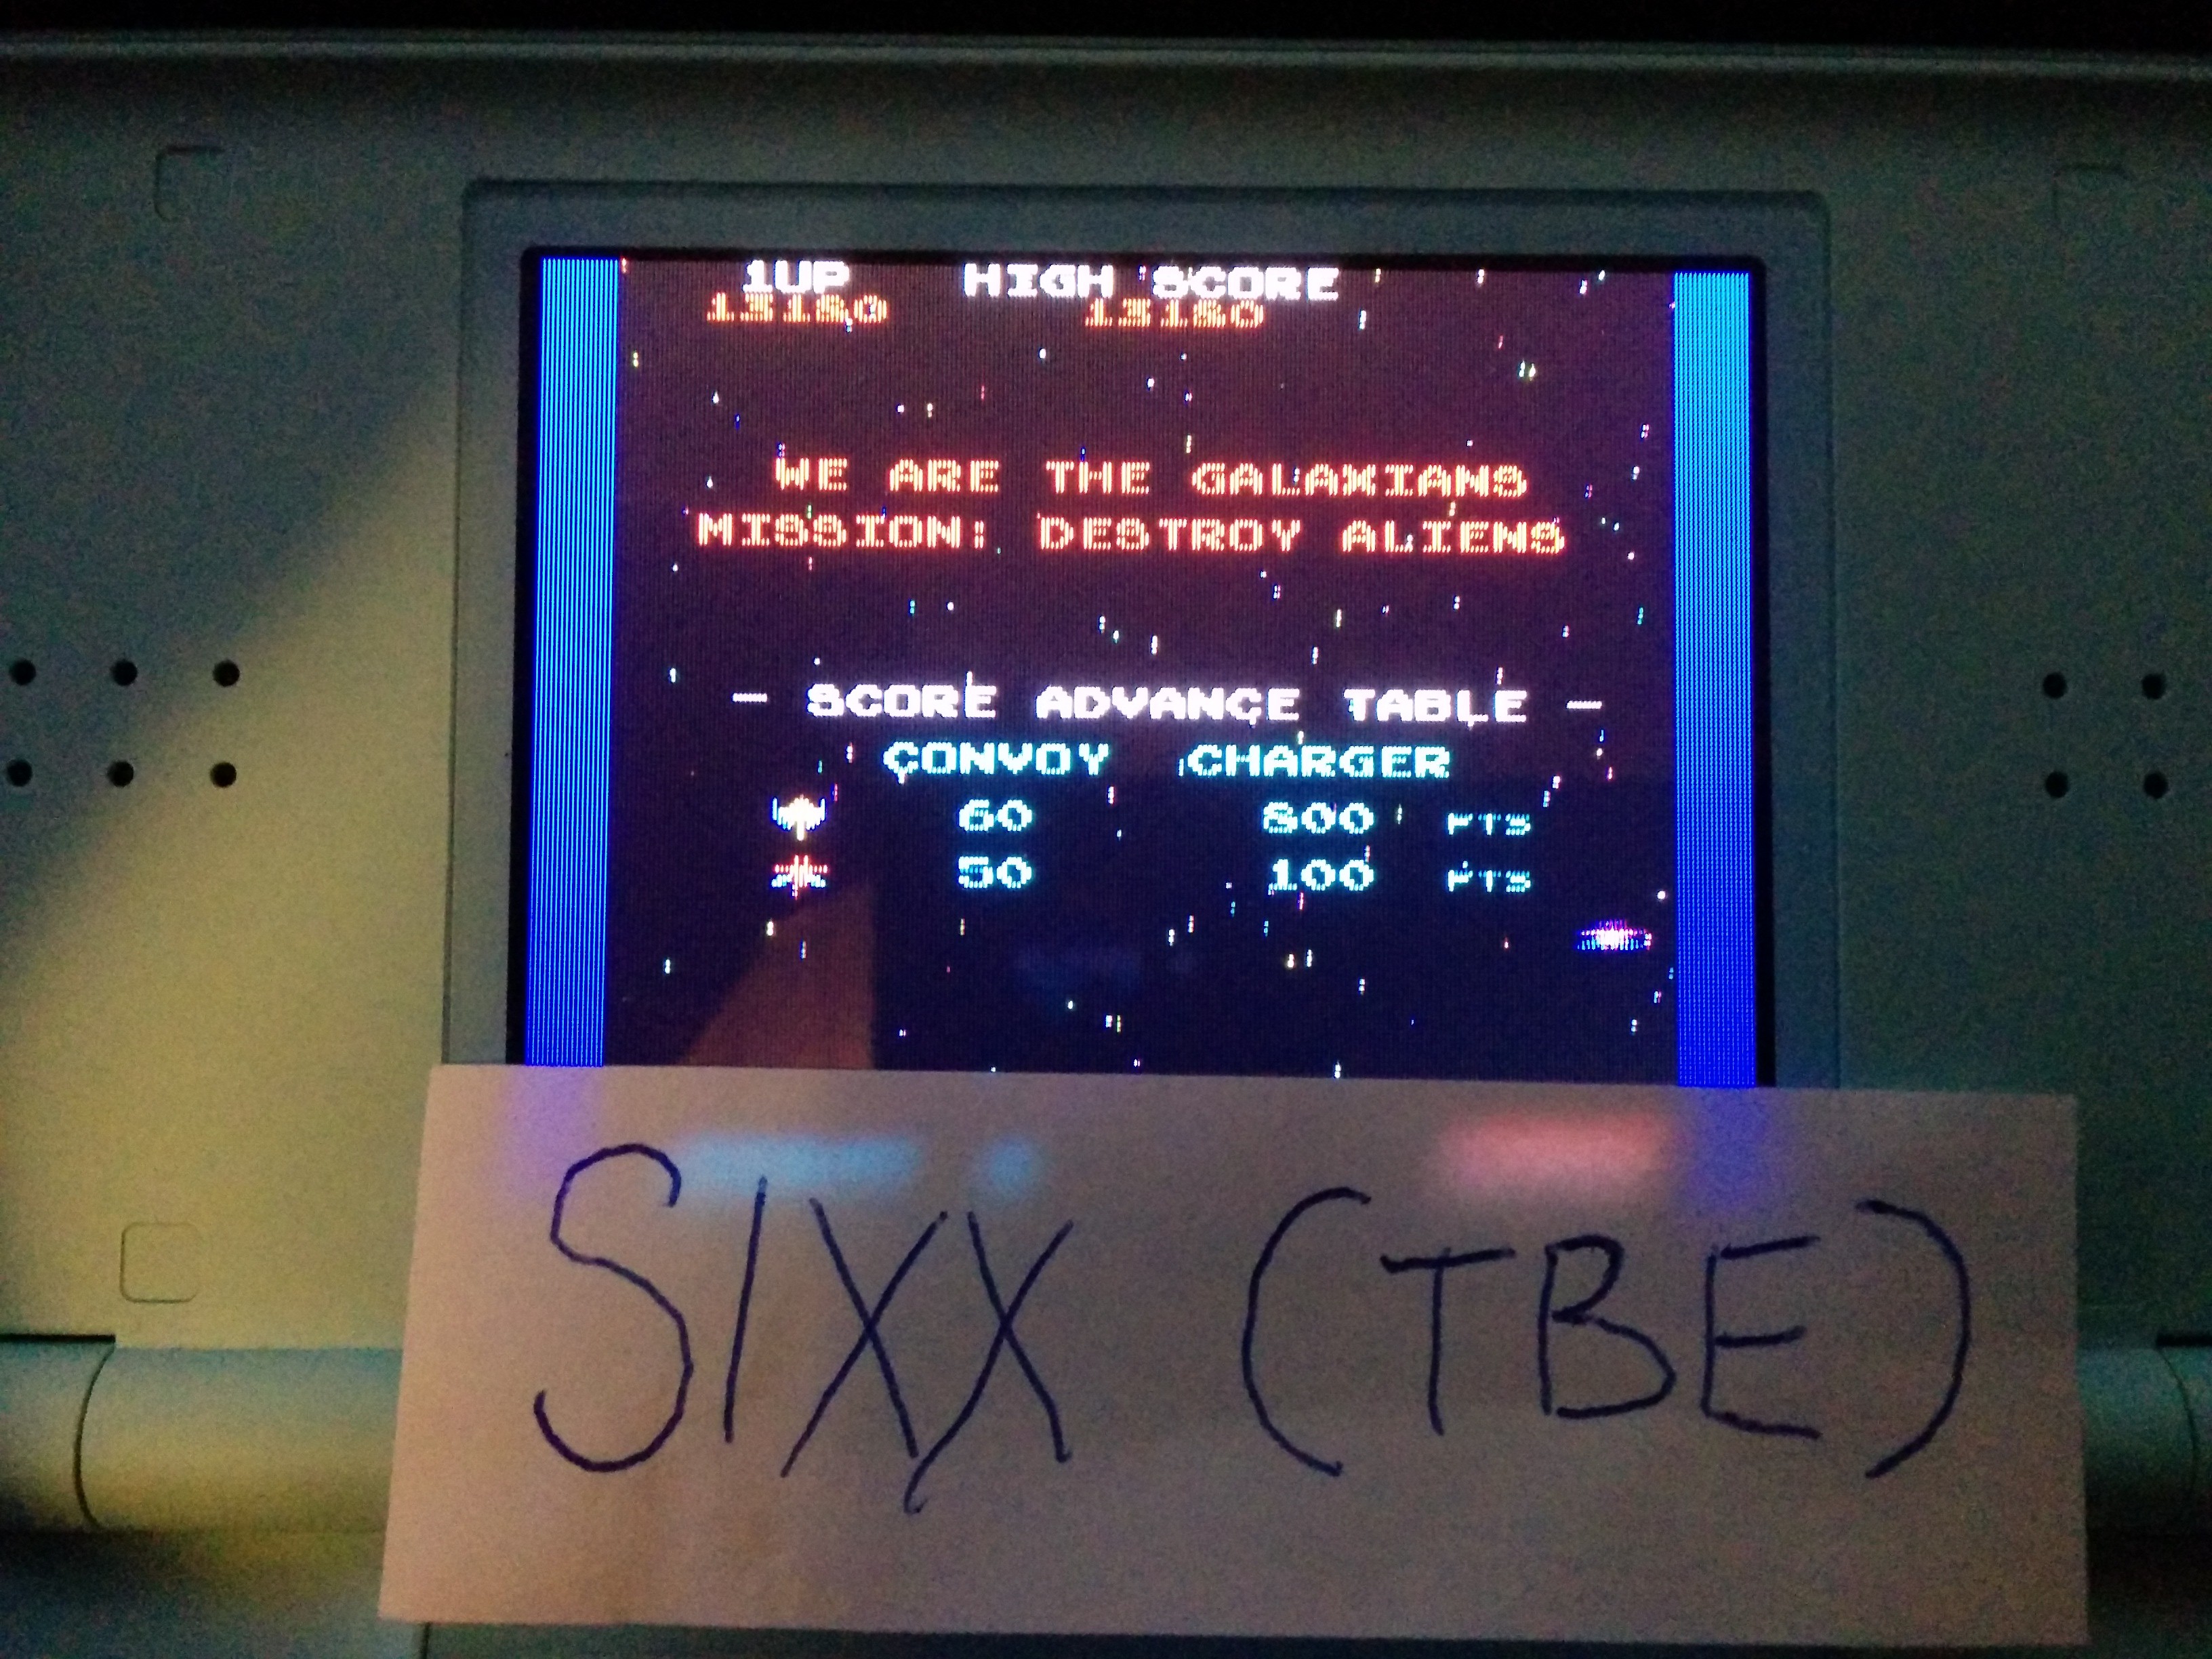 1UP HIGH SCORE
13180 13180
WE ARE THE GALAXIANS
MISSION: DESTROY ALIENS
— SCORE ADVANCE TABLE —
CONVOY CHARGER
60 800 PTS
50 100 PTS
SIXX (TBE)